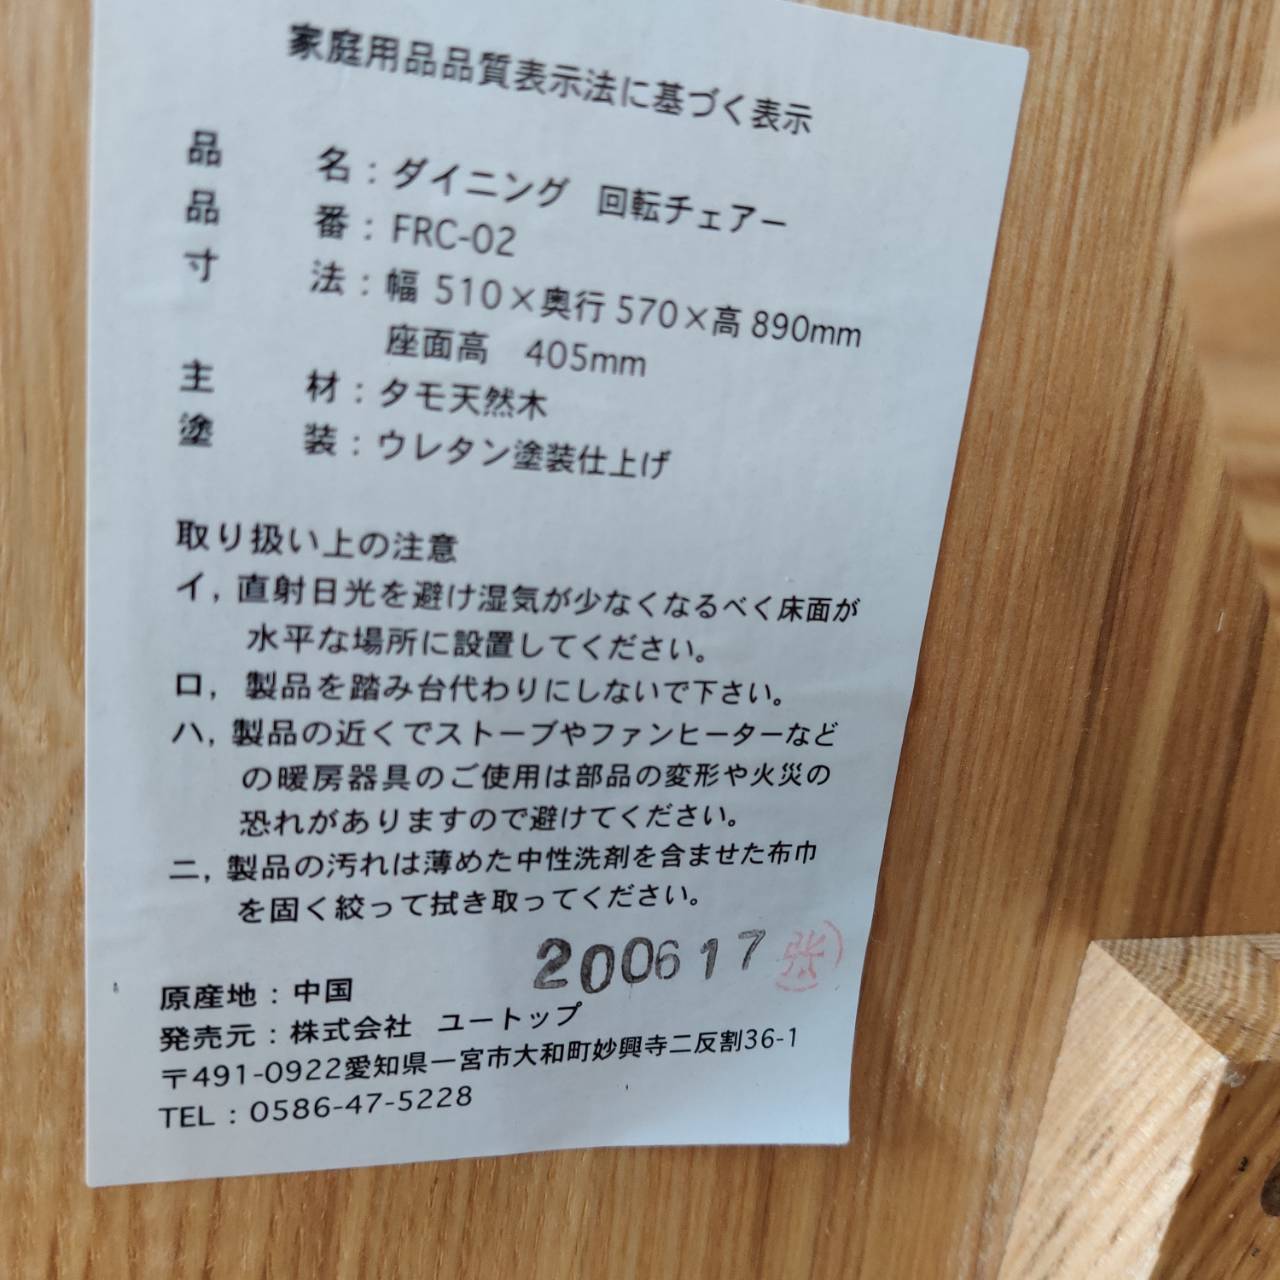 家庭用品品質表示法に基づく表示
品　　名：ダイニング　回転チェアー
品　　番：FRC-02
寸　　法：幅 510×奥行 570×高 890mm
座面高　405mm
主　　材：タモ天然木
塗　　装：ウレタン塗装仕上げ
取り扱い上の注意
イ，直射日光を避け湿気が少なくなるべく床面が
水平な場所に設置してください。
ロ，製品を踏み台代わりにしないで下さい。
ハ，製品の近くでストーブやファンヒーターなど
の暖房器具のご使用は部品の変形や火災の
恐れがありますので避けてください。
ニ，製品の汚れは薄めた中性洗剤を含ませた布巾
を固く絞って拭き取ってください。
200617 張
原産地：中国
発売元：株式会社　ユートップ
〒491-0922愛知県一宮市大和町妙興寺二反割36-1
TEL：0586-47-5228